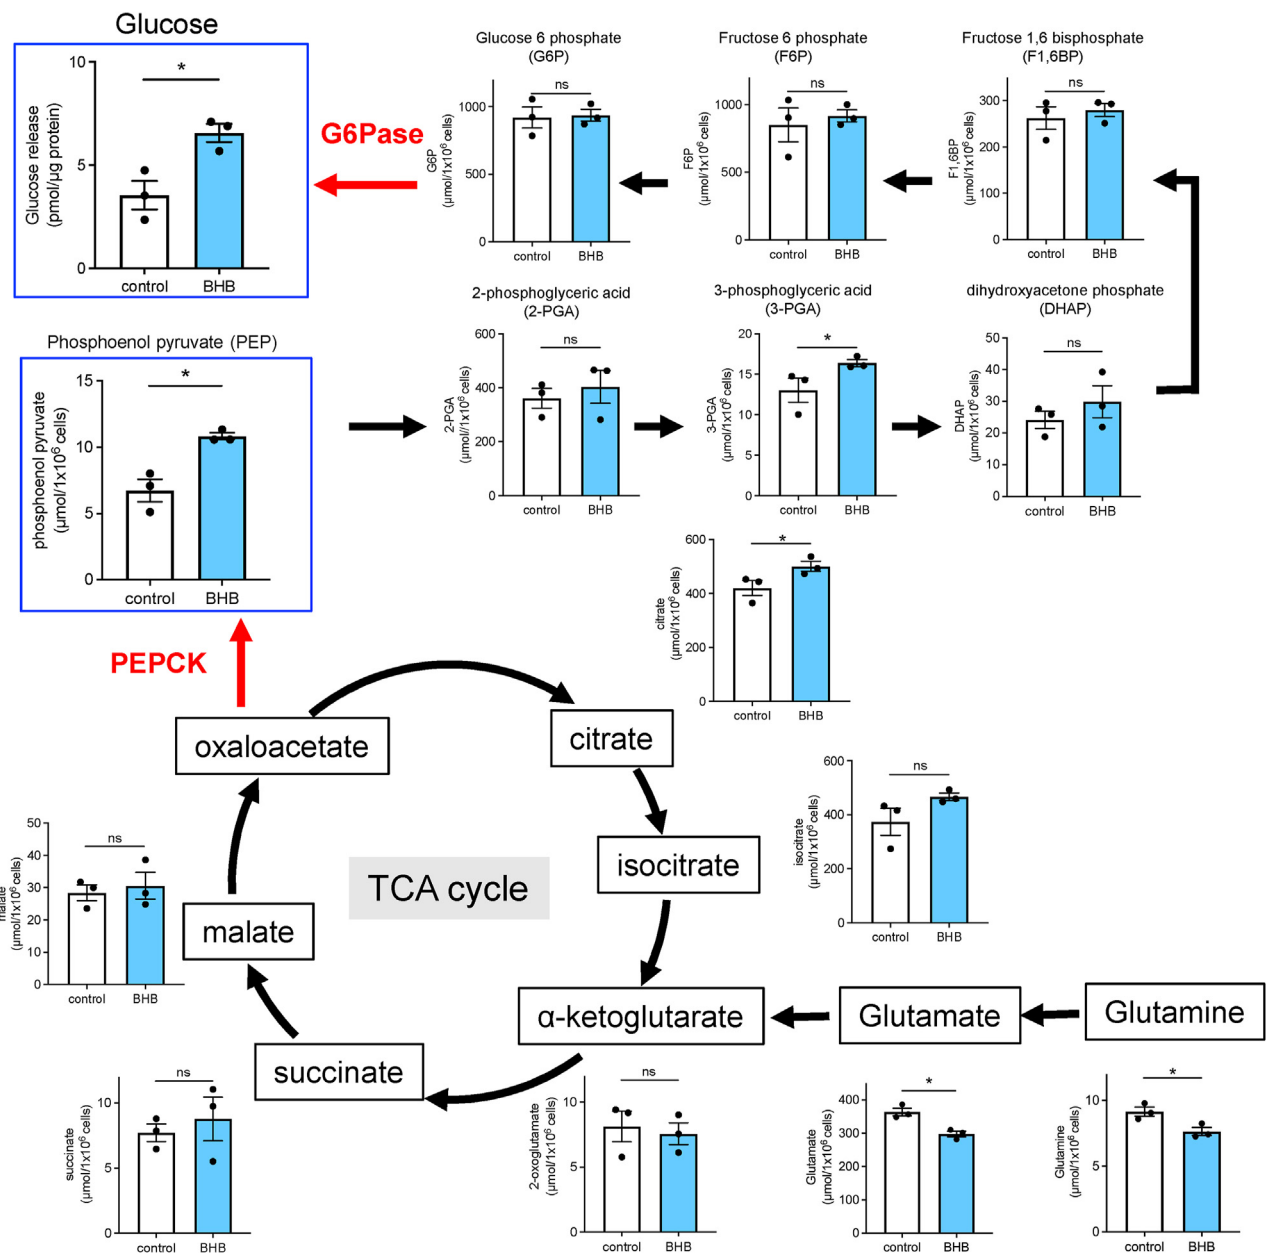 Glucose
10
5
0
Glucose release
(pmol/µg protein)
*
control
BHB
G6Pase
Glucose 6 phosphate
(G6P)
1000
500
0
G6P
(µmol/1x10⁶ cells)
ns
control
BHB
Fructose 6 phosphate
(F6P)
1000
500
0
F6P
(µmol/1x10⁶ cells)
ns
control
BHB
Fructose 1,6 bisphosphate
(F1,6BP)
300
200
100
0
F1,6BP
(µmol/1x10⁶ cells)
ns
control
BHB
Phosphoenol pyruvate (PEP)
15
10
5
0
phosphoenol pyruvate
(µmol/1x10⁶ cells)
*
control
BHB
2-phosphoglyceric acid
(2-PGA)
600
400
200
0
2-PGA
(µmol//1x10⁶ cells)
ns
control
BHB
3-phosphoglyceric acid
(3-PGA)
20
15
10
5
0
3-PGA
(µmol/1x10⁶ cells)
*
control
BHB
dihydroxyacetone phosphate
(DHAP)
50
40
30
20
10
0
DHAP
(µmol/1x10⁶ cells)
ns
control
BHB
600
400
200
0
citrate
(µmol/1x10⁶ cells)
*
control
BHB
PEPCK
oxaloacetate
citrate
isocitrate
TCA cycle
malate
α-ketoglutarate
Glutamate
Glutamine
succinate
600
400
200
0
isocitrate
(µmol/1x10⁶ cells)
ns
control
BHB
50
40
30
20
10
0
malate
(µmol/1x10⁶ cells)
ns
control
BHB
10
5
0
succinate
(µmol/1x10⁶ cells)
ns
control
BHB
10
5
0
2-oxoglutamate
(µmol/1x10⁶ cells)
ns
control
BHB
400
300
200
100
0
Glutamate
(µmol/1x10⁶ cells)
*
control
BHB
10
5
0
Glutamine
(µmol/1x10⁶ cells)
*
control
BHB